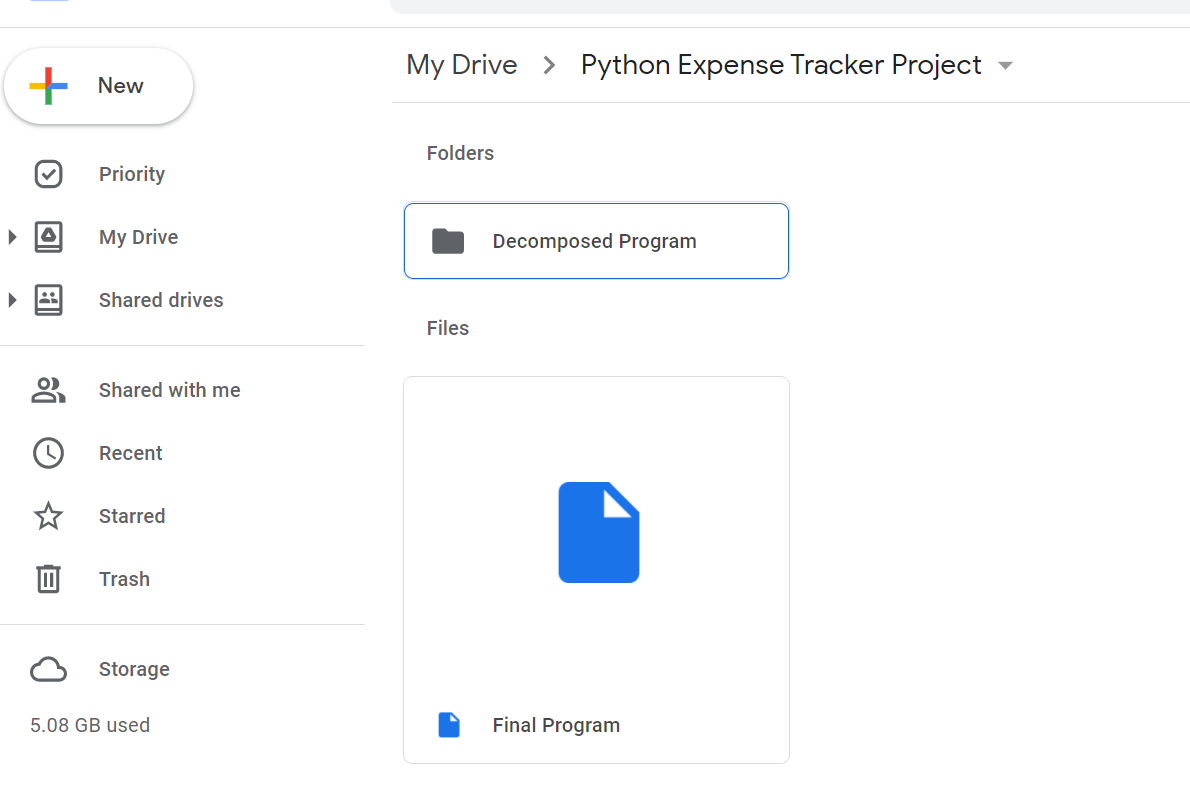 New
Priority
My Drive
Shared drives
Shared with me
Recent
Starred
Trash
Storage
5.08 GB used
My Drive
Python Expense Tracker Project
Folders
Decomposed Program
Files
Final Program